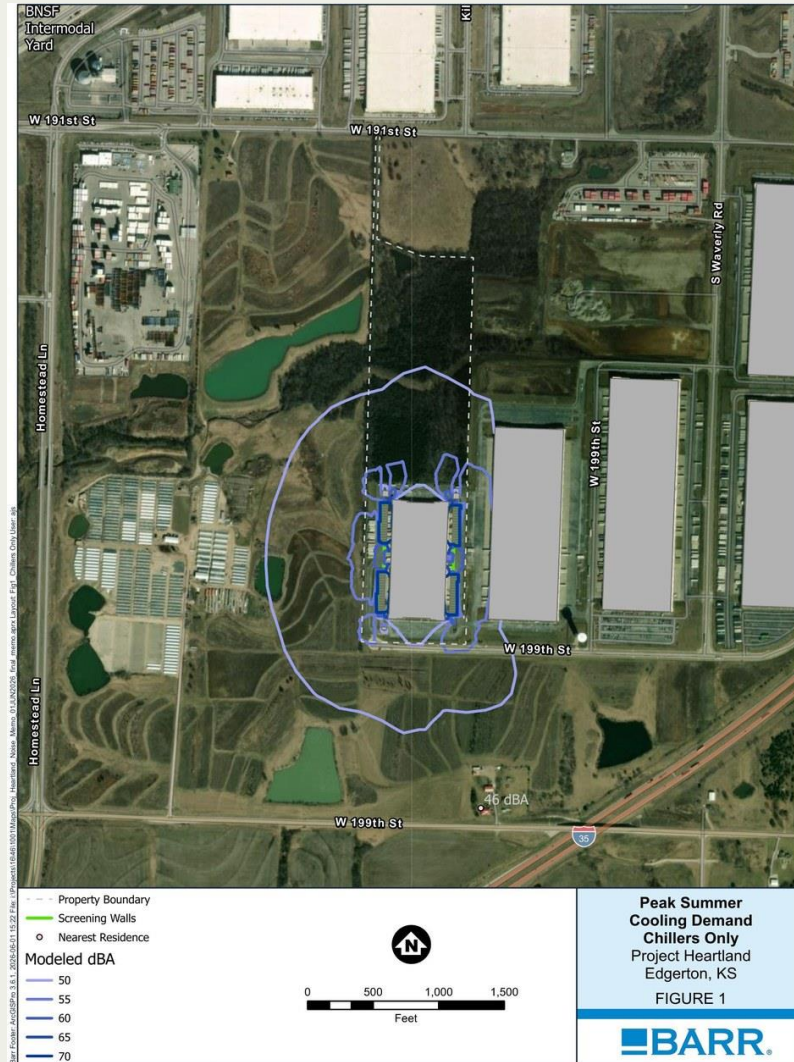 BNSF
Intermodal
Yard
W 191st St
W 191st St
S Waverly Rd
Homestead Ln
W 199th St
W 199th St
Homestead Ln
46 dBA
W 199th St
35
Property Boundary
Screening Walls
Nearest Residence
Modeled dBA
50
55
60
65
70
N
0 500 1,000 1,500
Feet
Peak Summer
Cooling Demand
Chillers Only
Project Heartland
Edgerton, KS
FIGURE 1
BARR